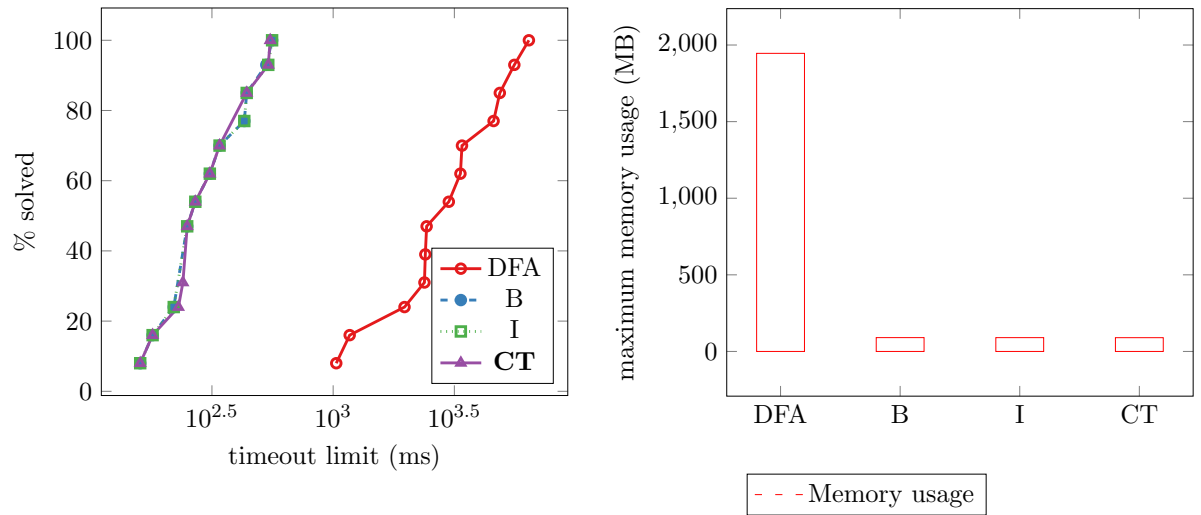 100
80
60
40
20
0
% solved
10^2.5
10^3
10^3.5
timeout limit (ms)
DFA
B
I
CT
maximum memory usage (MB)
2,000
1,500
1,000
500
0
DFA
B
I
CT
Memory usage